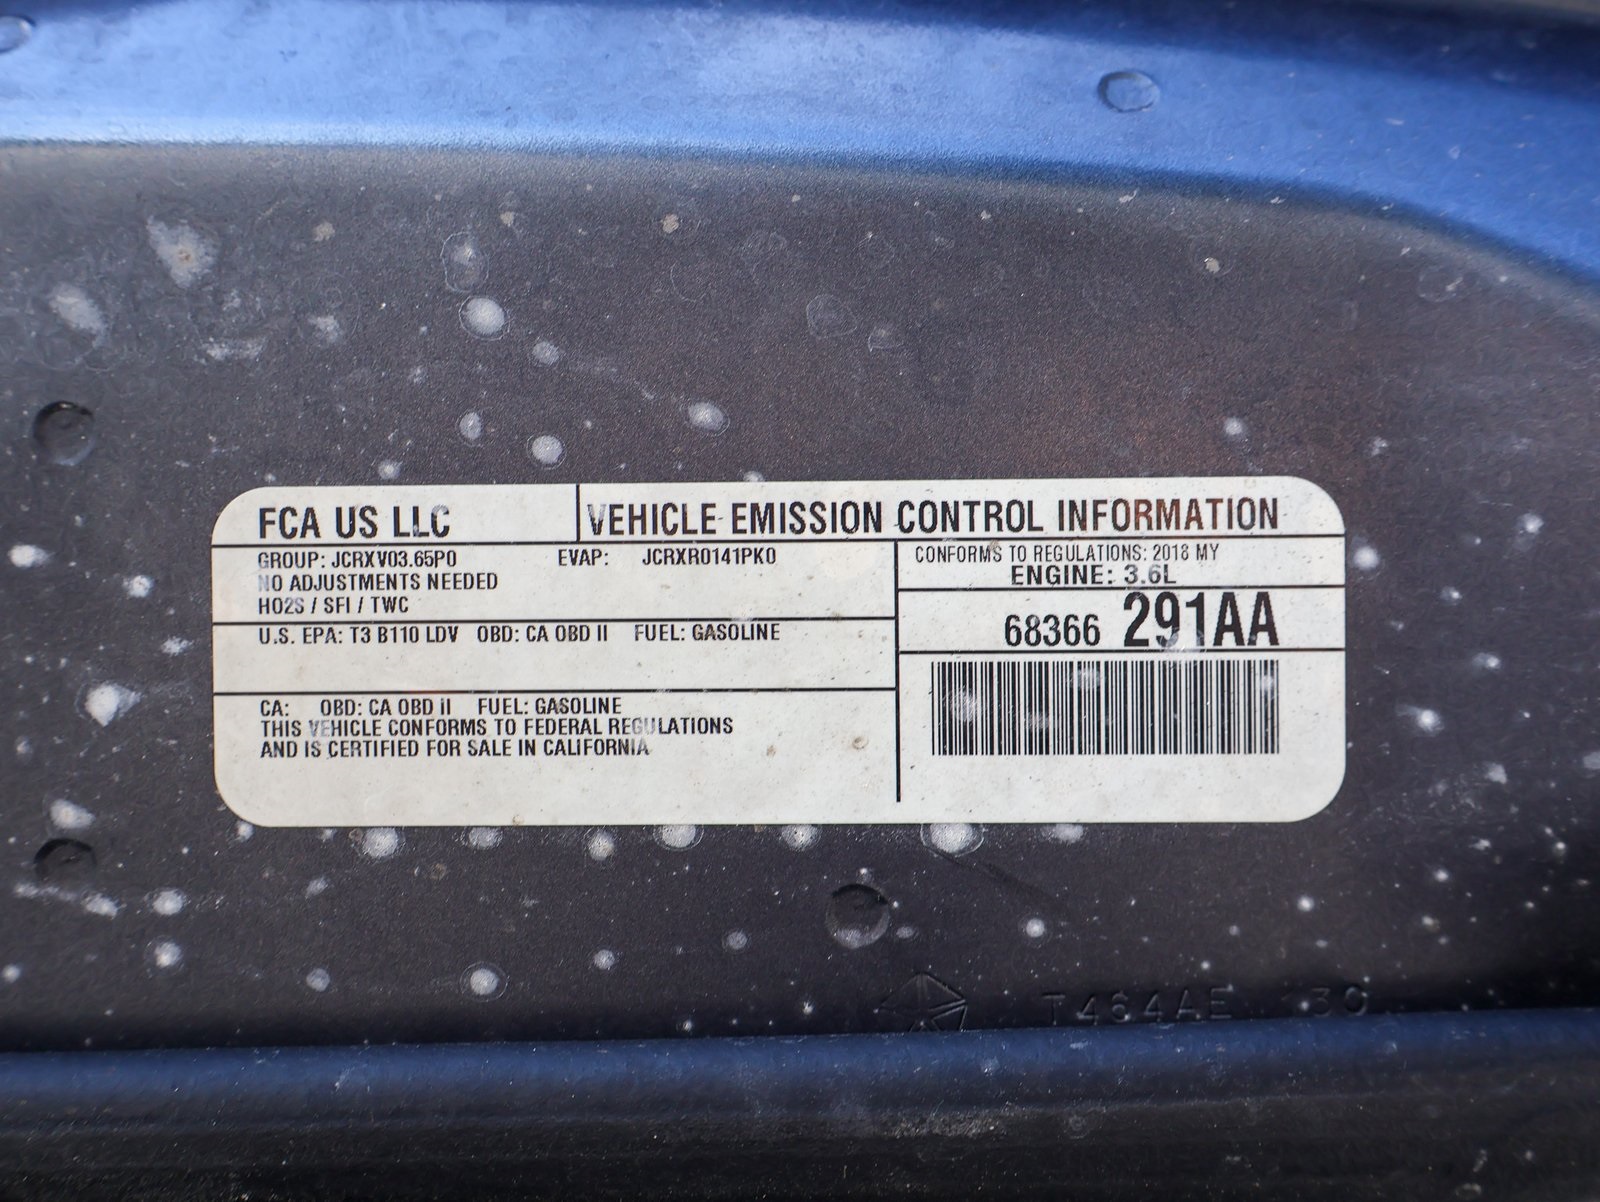 FCA US LLC
VEHICLE EMISSION CONTROL INFORMATION
GROUP: JCRXV03.65P0 EVAP: JCRXR0141PK0
NO ADJUSTMENTS NEEDED
HO2S / SFI / TWC
CONFORMS TO REGULATIONS: 2018 MY
ENGINE: 3.6L
68366 291AA
U.S. EPA: T3 B110 LDV OBD: CA OBD II FUEL: GASOLINE
CA: OBD: CA OBD II FUEL: GASOLINE
THIS VEHICLE CONFORMS TO FEDERAL REGULATIONS
AND IS CERTIFIED FOR SALE IN CALIFORNIA
T464AE 30